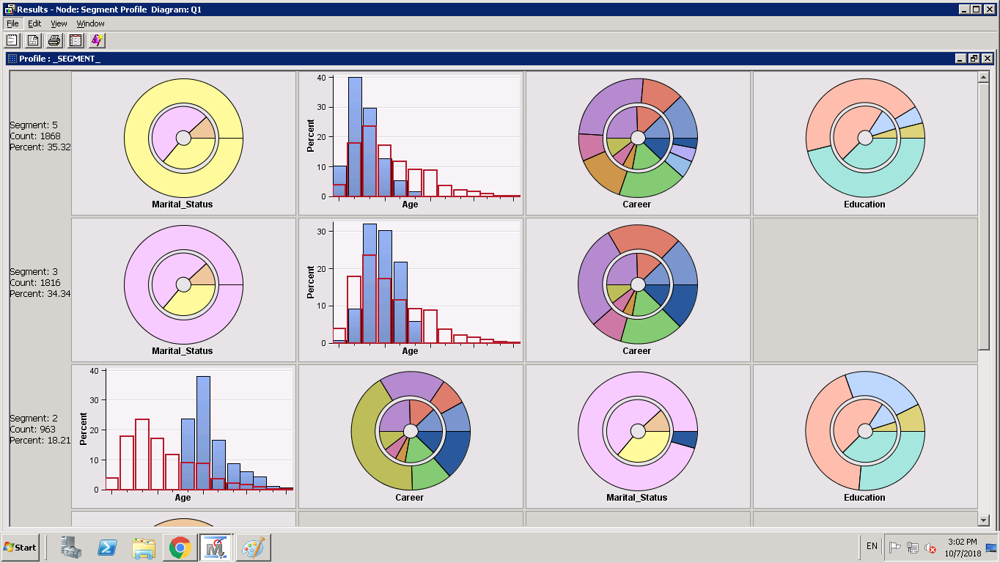 Results - Node: Segment Profile Diagram: Q1
File Edit View Window
Profile : _SEGMENT_
Segment: 5
Count: 1868
Percent: 35.32
Marital_Status
Percent
40
30
20
10
0
Age
Career
Education
Segment: 3
Count: 1816
Percent: 34.34
Marital_Status
Percent
30
20
10
0
Age
Career
Segment: 2
Count: 963
Percent: 18.21
Percent
40
30
20
10
0
Age
Career
Marital_Status
Education
Start
EN
3:02 PM
10/7/2018